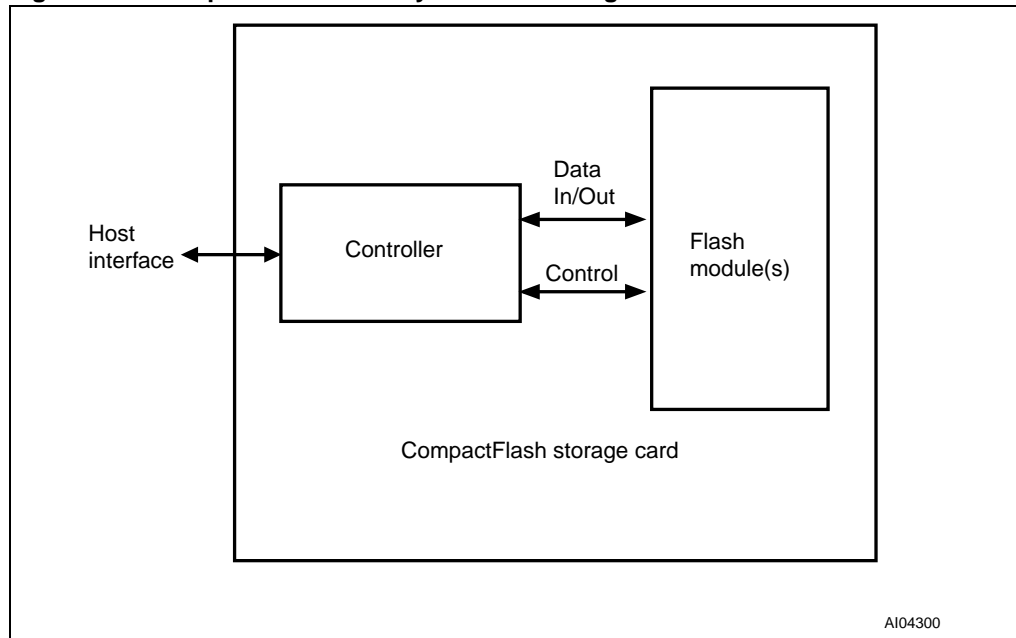 Data
In/Out
Host
interface
Controller
Flash
module(s)
Control
CompactFlash storage card
AI04300